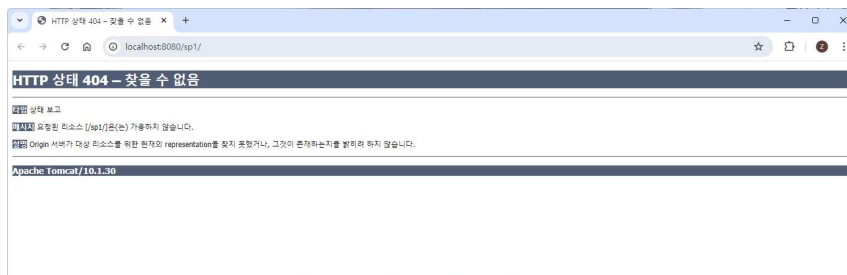 HTTP 상태 404 – 찾을 수 없음
localhost:8080/sp1/
HTTP 상태 404 – 찾을 수 없음
타입 상태 보고
메시지 요청된 리소스 [/sp1/]은(는) 가용하지 않습니다.
설명 Origin 서버가 대상 리소스를 위한 현재의 representation을 찾지 못했거나, 그것이 존재하는지를 밝히려 하지 않습니다.
Apache Tomcat/10.1.30